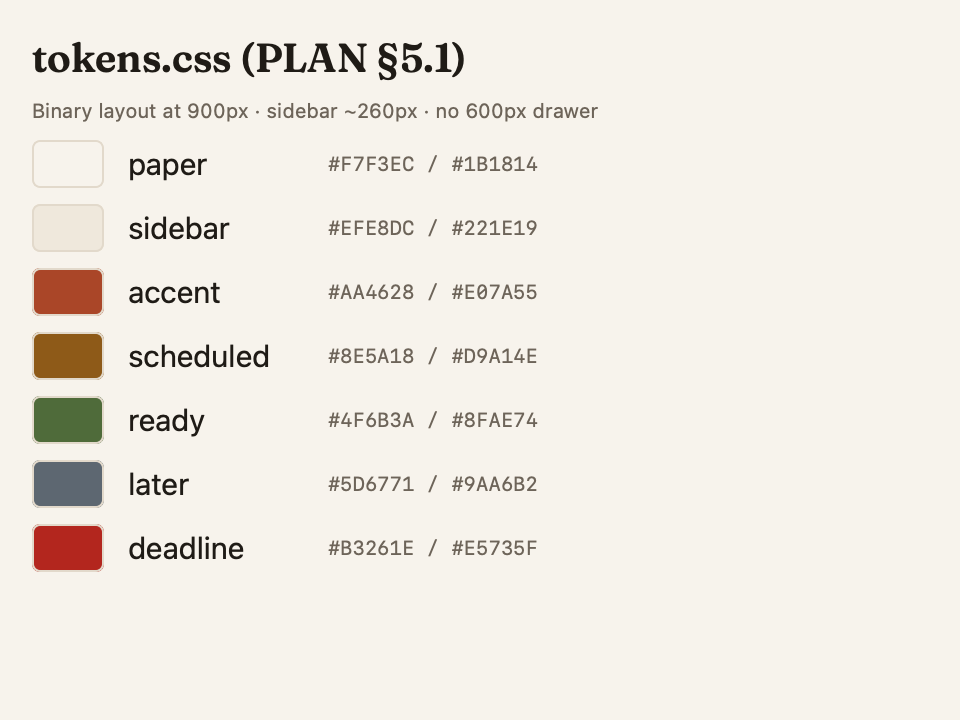 tokens.css (PLAN §5.1)
Binary layout at 900px · sidebar ~260px · no 600px drawer
paper #F7F3EC / #1B1814
sidebar #EFE8DC / #221E19
accent #AA4628 / #E07A55
scheduled #8E5A18 / #D9A14E
ready #4F6B3A / #8FAE74
later #5D6771 / #9AA6B2
deadline #B3261E / #E5735F